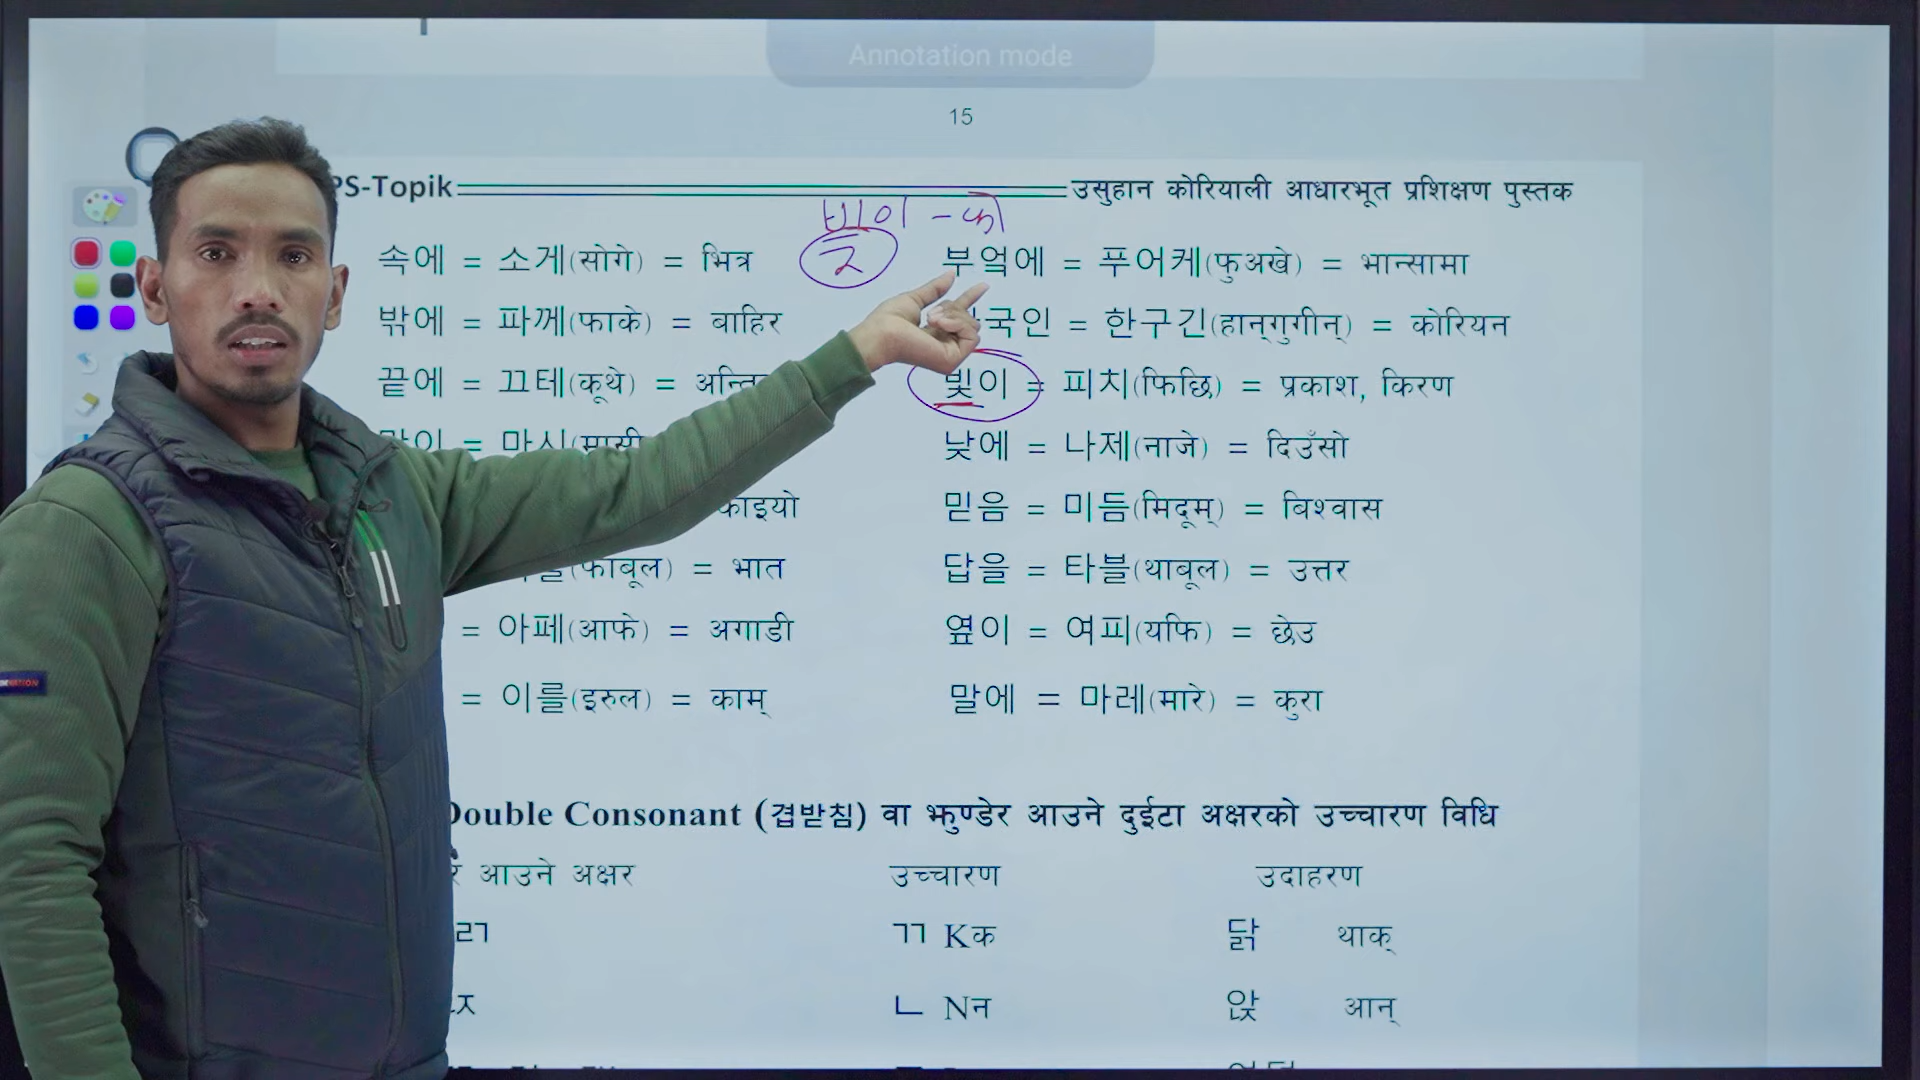 Annotation mode
15
PS-Topik उसुहान कोरियाली आधारभूत प्रशिक्षण पुस्तक
속에 = 소게(सोगे) = भित्र
부엌에 = 푸어케(फुअखे) = भान्सामा
밖에 = 파께(फाके) = बाहिर
국인 = 한구긴(हान्गुगीन्) = कोरियन
끝에 = 끄테(कूथे) =
빛이 = 피치(फिछि) = प्रकाश, किरण
낮에 = 나제(नाजे) = दिउँसो
믿음 = 미듬(मिदूम्) = बिश्वास
답을 = 타블(थाबूल) = उत्तर
= भात
= 아페(आफे) = अगाडी
옆이 = 여피(यफि) = छेउ
= 이를(इरुल) = काम्
말에 = 마레(मारे) = कुरा
Double Consonant (겹받침) वा झुण्डेर आउने दुईटा अक्षरको उच्चारण विधि
आउने अक्षर उच्चारण उदाहरण
ㄺ ㄲ Kक 닭 थाक्
ㄵ ㄴ Nन 앉 आन्